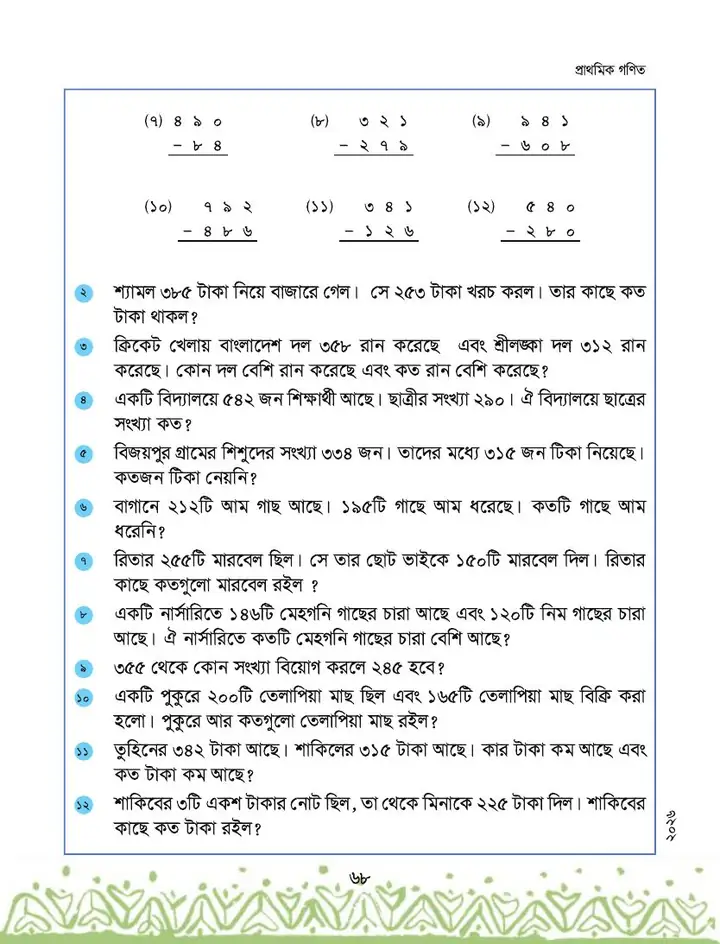 প্রাথমিক গণিত
(৭) ৪ ৯ ০ (৮) ৩ ২ ১ (৯) ৯ ৪ ১
– ৮ ৪ – ২ ৭ ৯ – ৬ ০ ৮
(১০) ৭ ৯ ২ (১১) ৩ ৪ ১ (১২) ৫ ৪ ০
– ৪ ৮ ৬ – ১ ২ ৬ – ২ ৮ ০
২ শ্যামল ৩৮৫ টাকা নিয়ে বাজারে গেল। সে ২৫৩ টাকা খরচ করল। তার কাছে কত
টাকা থাকল?
৩ ক্রিকেট খেলায় বাংলাদেশ দল ৩৫৮ রান করেছে এবং শ্রীলঙ্কা দল ৩১২ রান
করেছে। কোন দল বেশি রান করেছে এবং কত রান বেশি করেছে?
৪ একটি বিদ্যালয়ে ৫৪২ জন শিক্ষার্থী আছে। ছাত্রীর সংখ্যা ২৯০। ঐ বিদ্যালয়ে ছাত্রের
সংখ্যা কত?
৫ বিজয়পুর গ্রামের শিশুদের সংখ্যা ৩৩৪ জন। তাদের মধ্যে ৩১৫ জন টিকা নিয়েছে।
কতজন টিকা নেয়নি?
৬ বাগানে ২১২টি আম গাছ আছে। ১৯৫টি গাছে আম ধরেছে। কতটি গাছে আম
ধরেনি?
৭ রিতার ২৫৫টি মারবেল ছিল। সে তার ছোট ভাইকে ১৫০টি মারবেল দিল। রিতার
কাছে কতগুলো মারবেল রইল ?
৮ একটি নার্সারিতে ১৪৬টি মেহগনি গাছের চারা আছে এবং ১২০টি নিম গাছের চারা
আছে। ঐ নার্সারিতে কতটি মেহগনি গাছের চারা বেশি আছে?
৯ ৩৫৫ থেকে কোন সংখ্যা বিয়োগ করলে ২৪৫ হবে?
১০ একটি পুকুরে ২০০টি তেলাপিয়া মাছ ছিল এবং ১৬৫টি তেলাপিয়া মাছ বিক্রি করা
হলো। পুকুরে আর কতগুলো তেলাপিয়া মাছ রইল?
১১ তুহিনের ৩৪২ টাকা আছে। শাকিলের ৩১৫ টাকা আছে। কার টাকা কম আছে এবং
কত টাকা কম আছে?
১২ শাকিবের ৩টি একশ টাকার নোট ছিল, তা থেকে মিনাকে ২২৫ টাকা দিল। শাকিবের
কাছে কত টাকা রইল?
২০২৬
৬৮